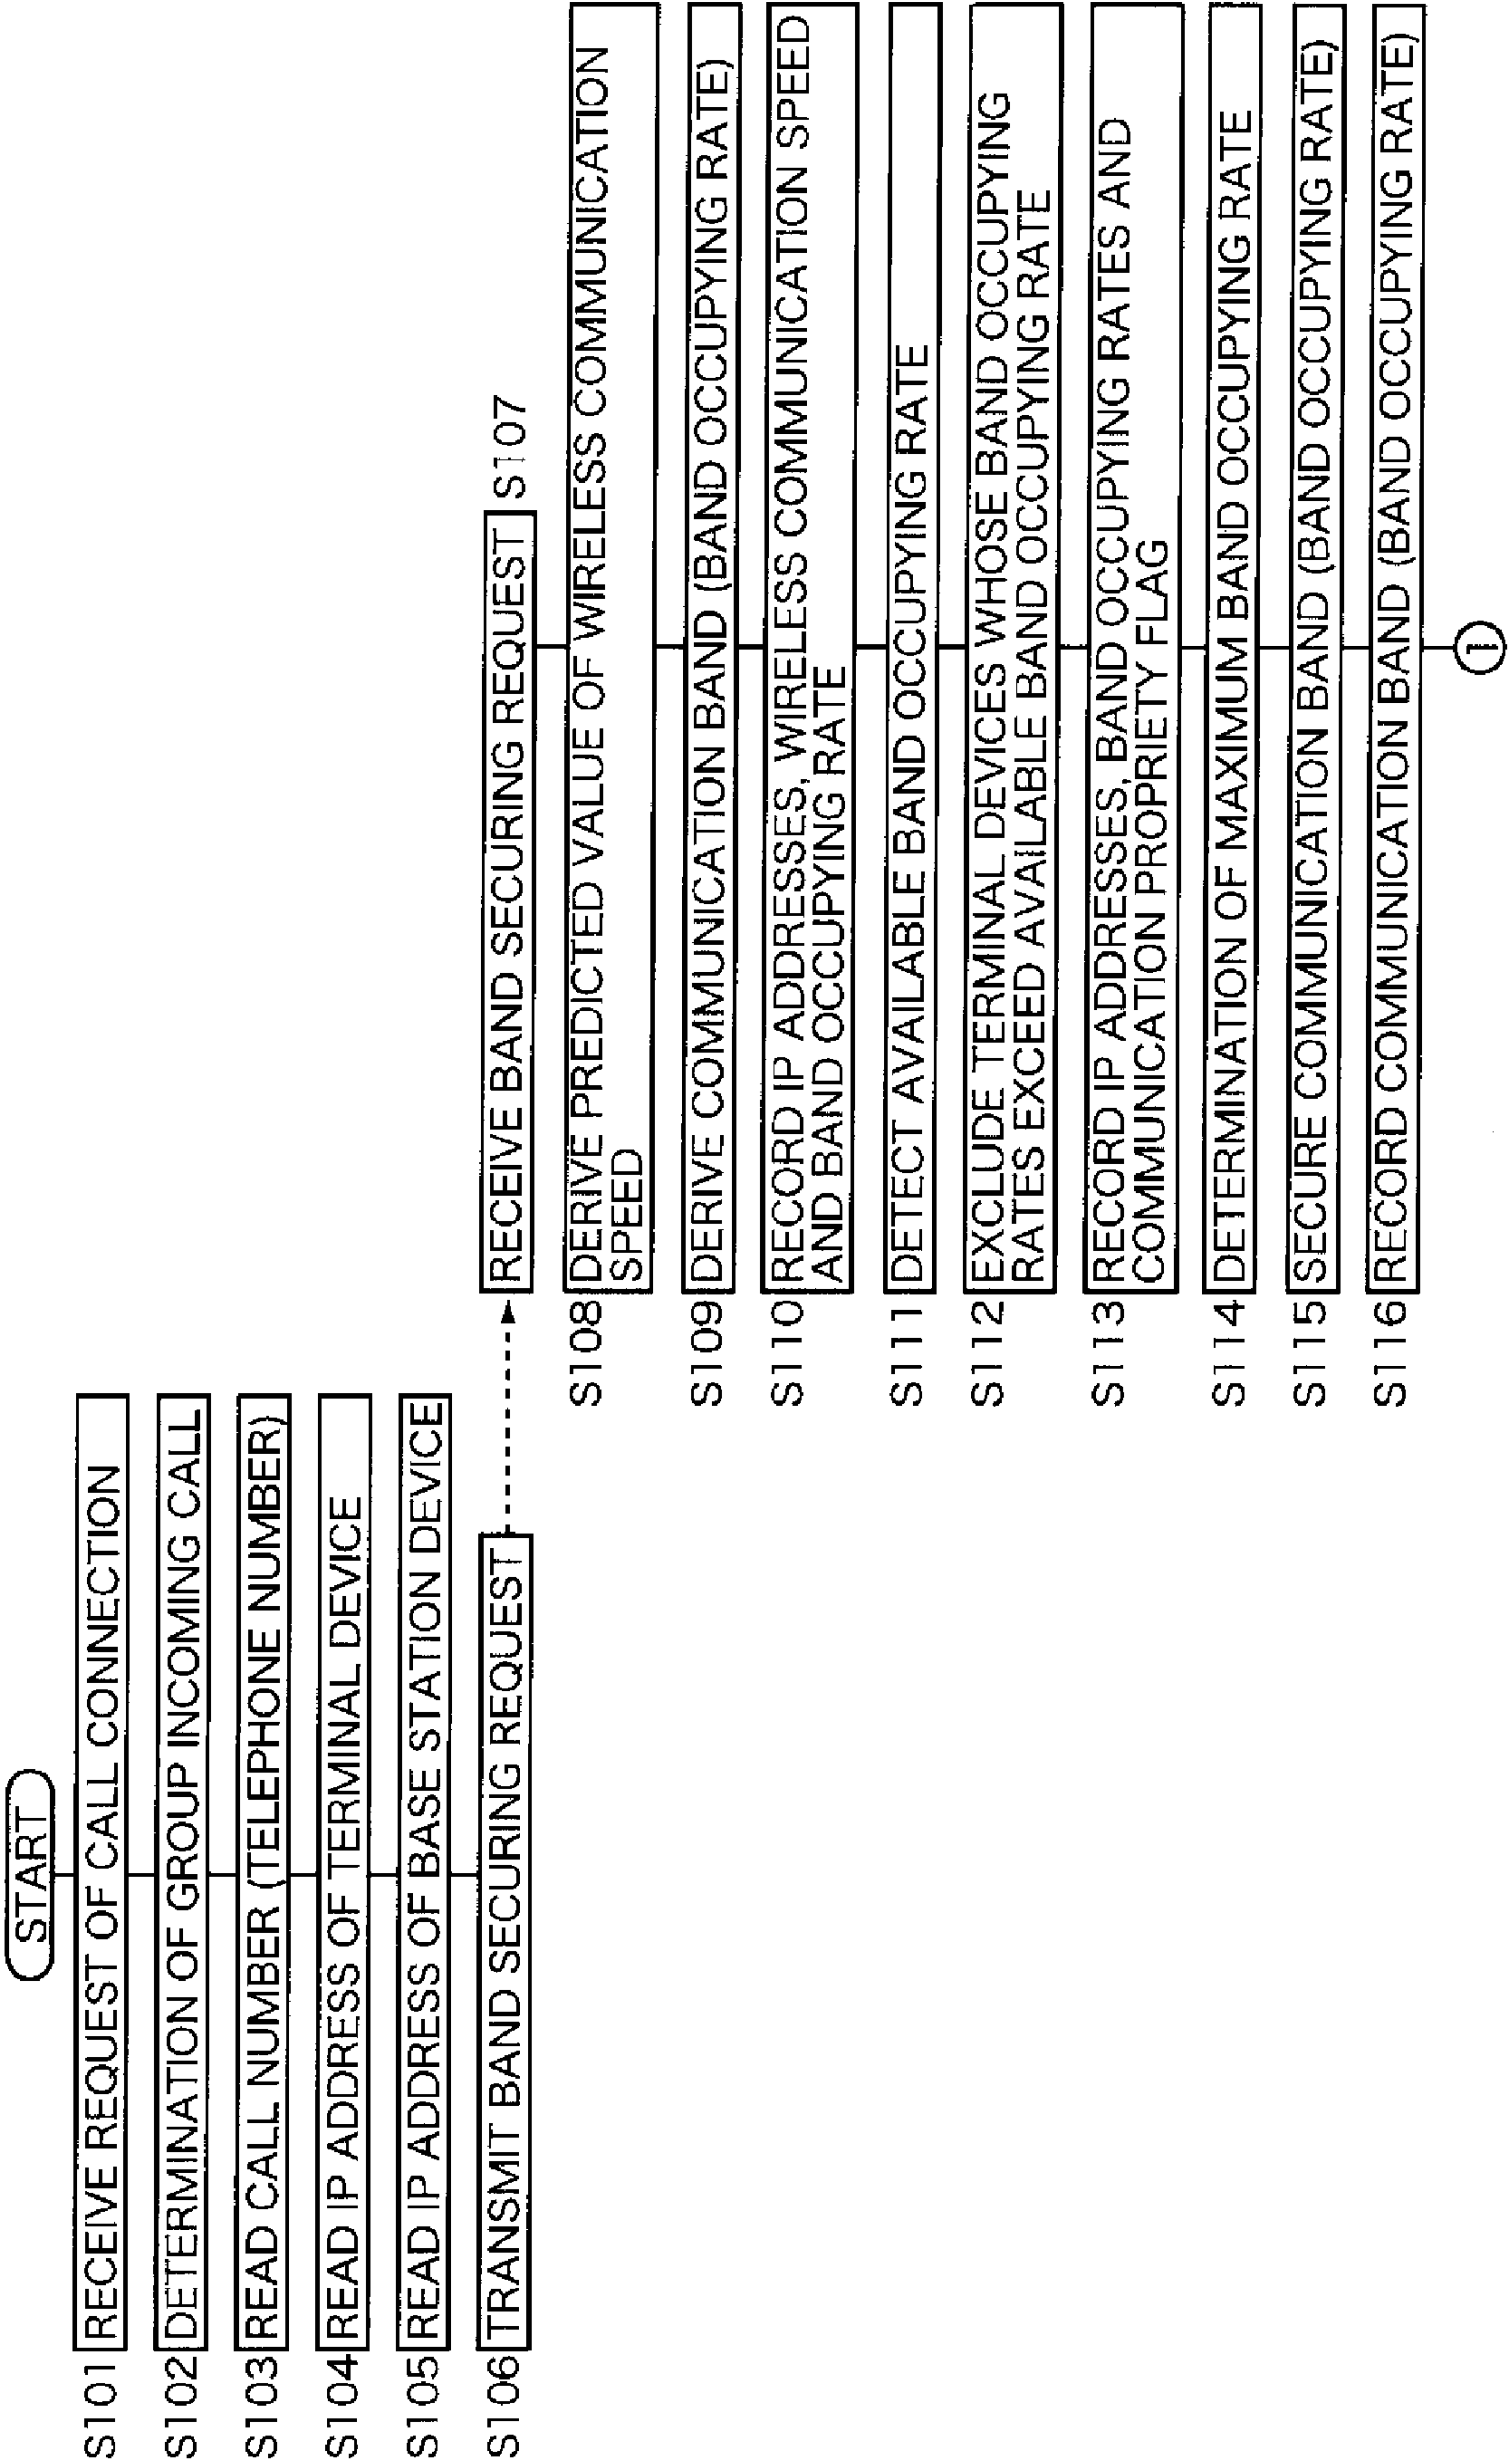 START
S101 RECEIVE REQUEST OF CALL CONNECTION
S102 DETERMINATION OF GROUP INCOMING CALL
S103 READ CALL NUMBER (TELEPHONE NUMBER)
S104 READ IP ADDRESS OF TERMINAL DEVICE
S105 READ IP ADDRESS OF BASE STATION DEVICE
S106 TRANSMIT BAND SECURING REQUEST
RECEIVE BAND SECURING REQUEST S107
S108 DERIVE PREDICTED VALUE OF WIRELESS COMMUNICATION
SPEED
S109 DERIVE COMMUNICATION BAND (BAND OCCUPYING RATE)
S110 RECORD IP ADDRESSES, WIRELESS COMMUNICATION SPEED
AND BAND OCCUPYING RATE
S111 DETECT AVAILABLE BAND OCCUPYING RATE
S112 EXCLUDE TERMINAL DEVICES WHOSE BAND OCCUPYING
RATES EXCEED AVAILABLE BAND OCCUPYING RATE
S113 RECORD IP ADDRESSES, BAND OCCUPYING RATES AND
COMMUNICATION PROPRIETY FLAG
S114 DETERMINATION OF MAXIMUM BAND OCCUPYING RATE
S115 SECURE COMMUNICATION BAND (BAND OCCUPYING RATE)
S116 RECORD COMMUNICATION BAND (BAND OCCUPYING RATE)
1